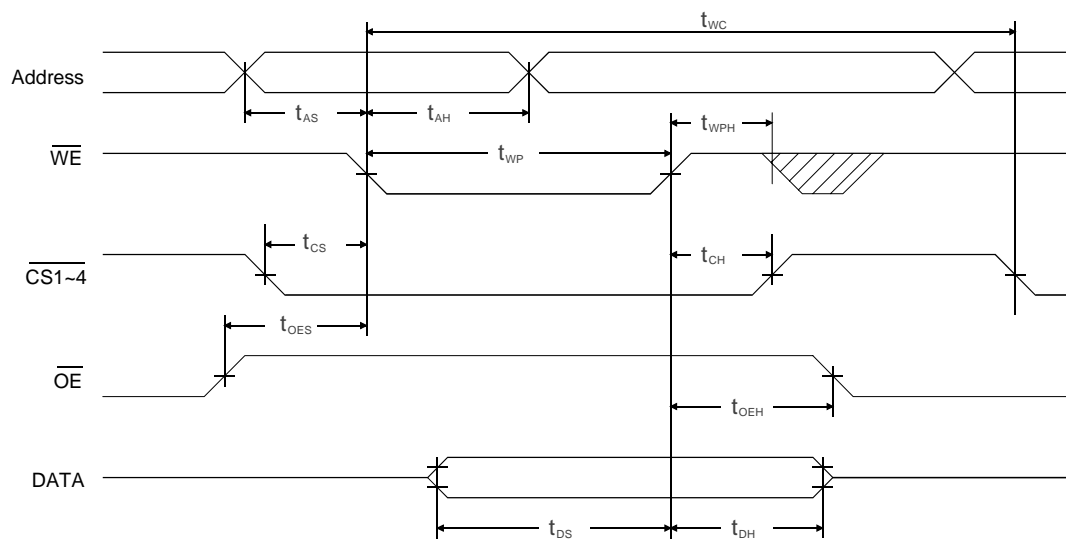 tWC
Address
tAS
tAH
tWPH
WE
tWP
tCS
tCH
CS1~4
tOES
OE
tOEH
DATA
tDS
tDH